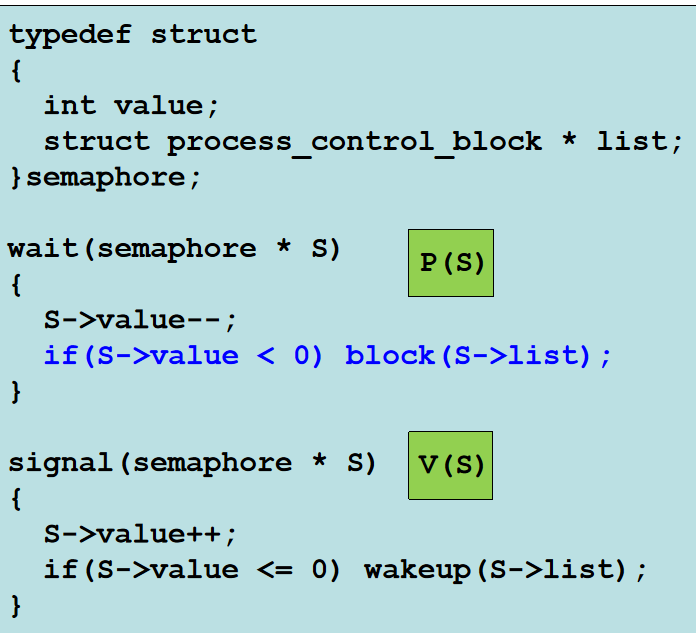 typedef struct
{
  int value;
  struct process_control_block * list;
}semaphore;
wait(semaphore * S)
P(S)
{
  S->value--;
  if(S->value < 0) block(S->list);
}
signal(semaphore * S)
V(S)
{
  S->value++;
  if(S->value <= 0) wakeup(S->list);
}